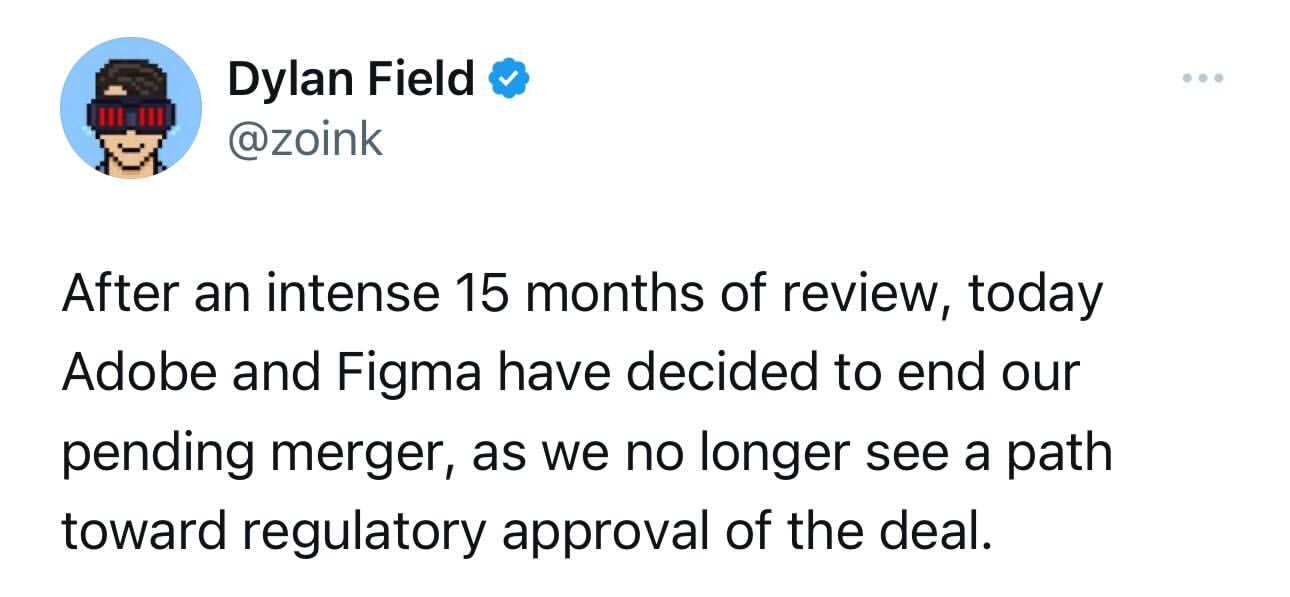 Dylan Field
@zoink
After an intense 15 months of review, today
Adobe and Figma have decided to end our
pending merger, as we no longer see a path
toward regulatory approval of the deal.